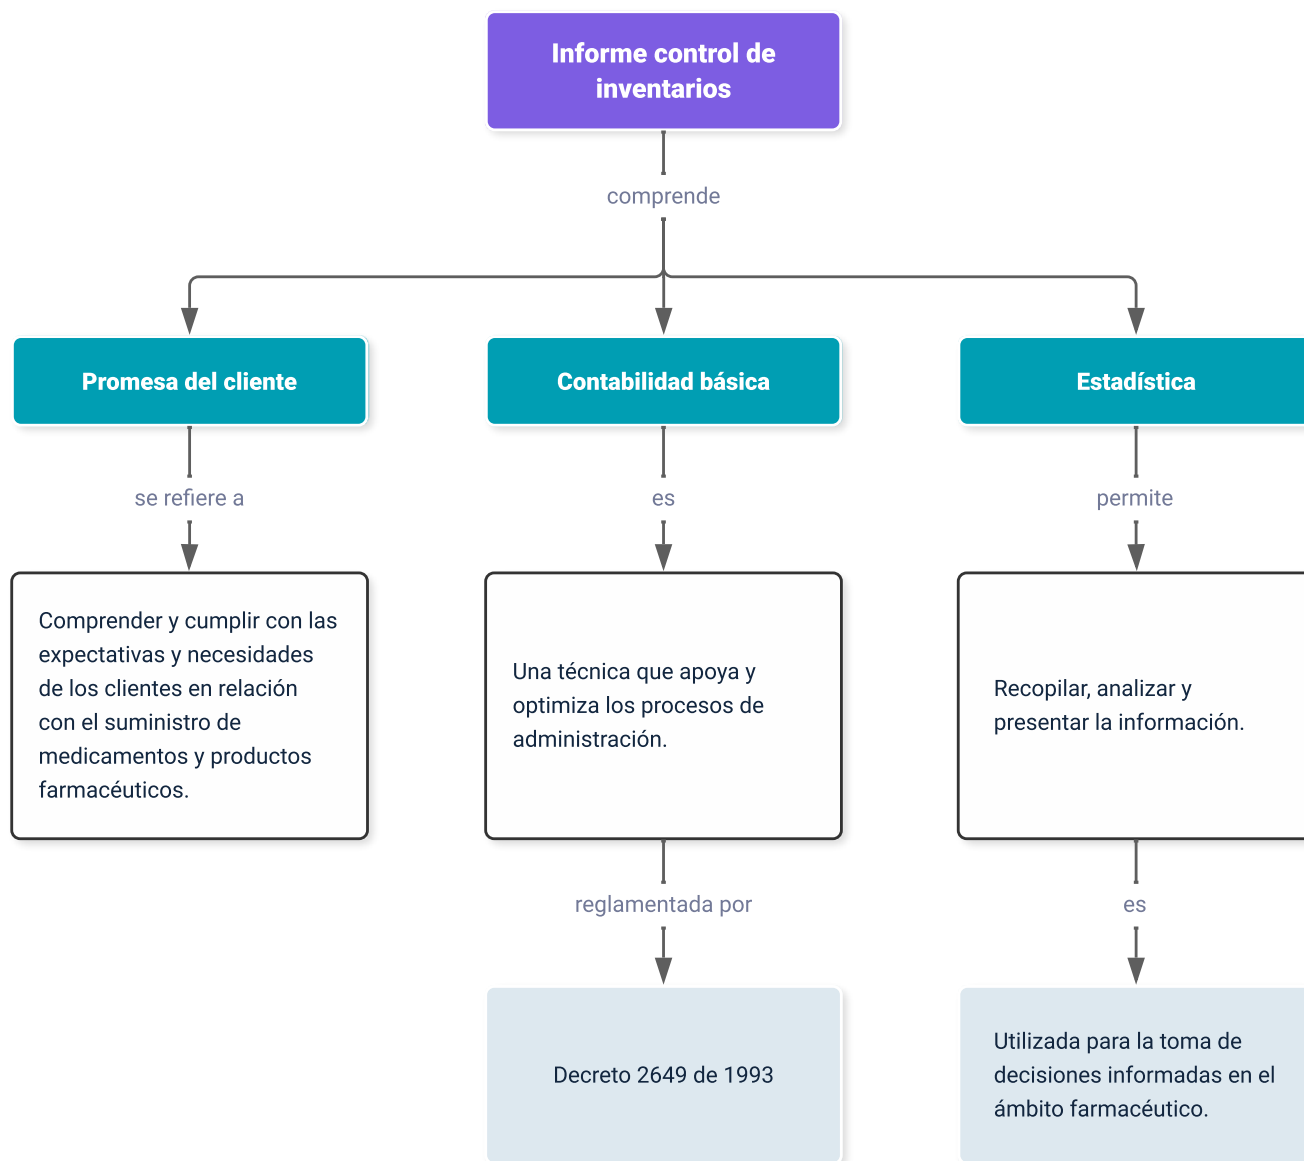 Informe control de
inventarios
comprende
Promesa del cliente
Contabilidad básica
Estadística
se refiere a
es
permite
Comprender y cumplir con las
expectativas y necesidades
de los clientes en relación
con el suministro de
medicamentos y productos
farmacéuticos.
Una técnica que apoya y
optimiza los procesos de
administración.
Recopilar, analizar y
presentar la información.
reglamentada por
es
Decreto 2649 de 1993
Utilizada para la toma de
decisiones informadas en el
ámbito farmacéutico.